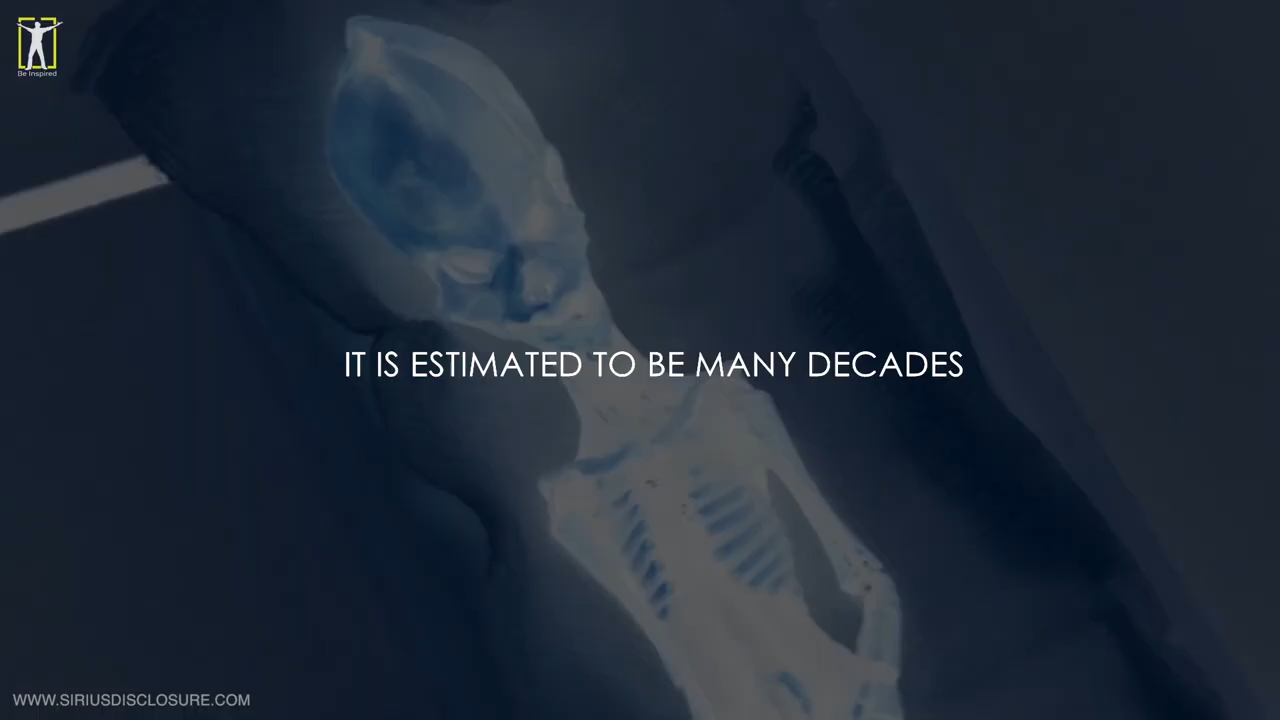 Be Inspired
IT IS ESTIMATED TO BE MANY DECADES
WWW.SIRIUSDISCLOSURE.COM